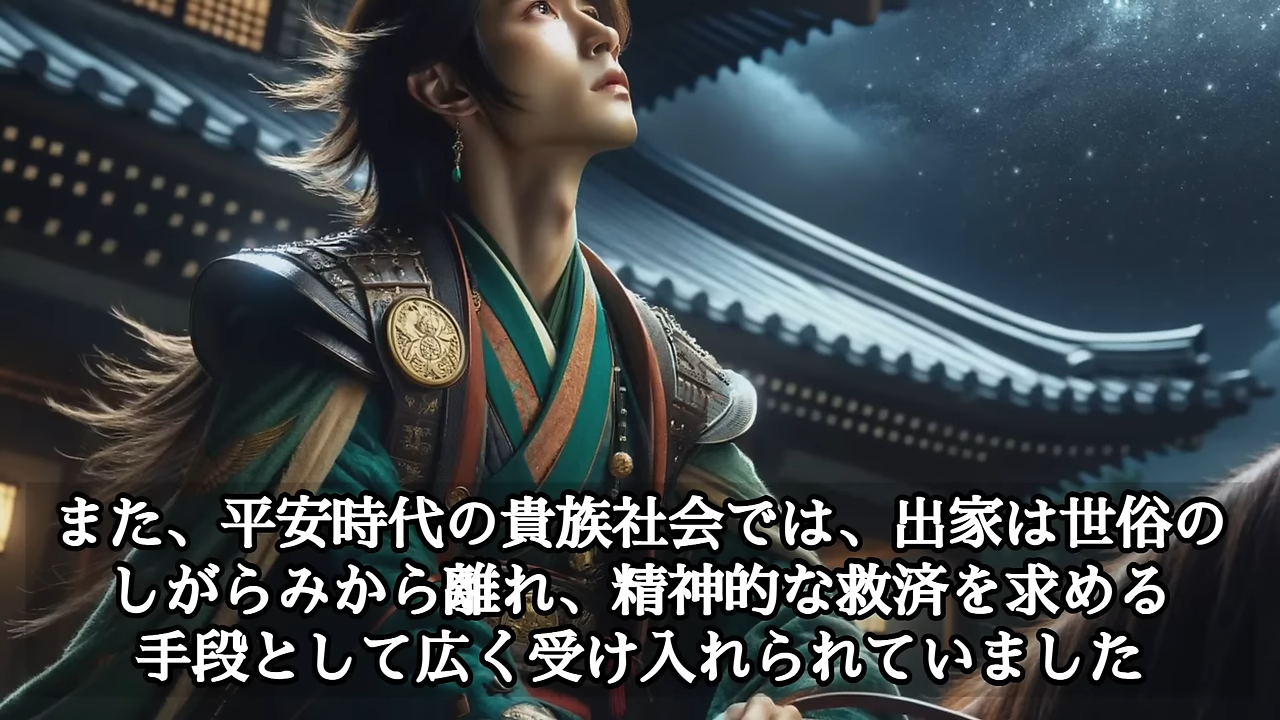 また、平安時代の貴族社会では、出家は世俗の
しがらみから離れ、精神的な救済を求める
手段として広く受け入れられていました